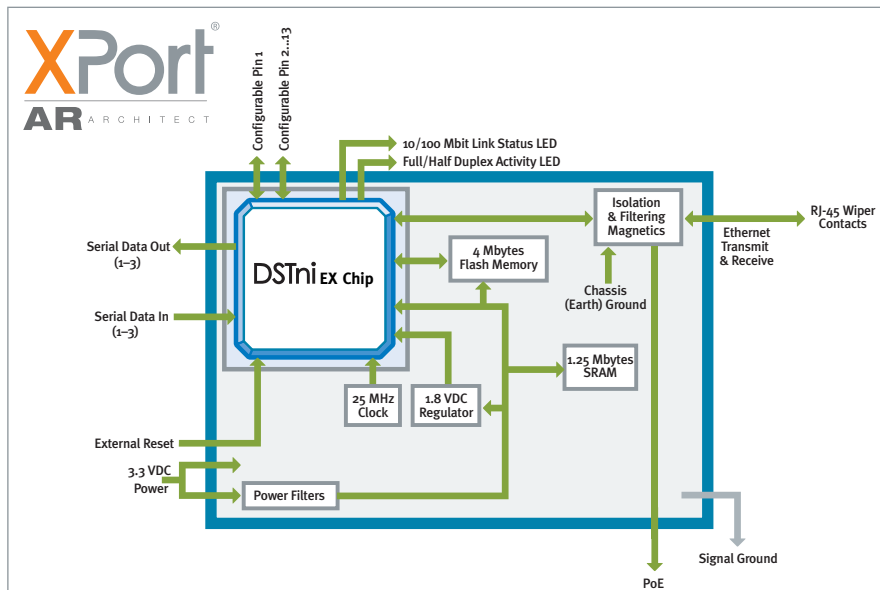 XPort®
AR ARCHITECT
Configurable Pin 1
Configurable Pin 2...13
10/100 Mbit Link Status LED
Full/Half Duplex Activity LED
Isolation
& Filtering
Magnetics
RJ-45 Wiper
Contacts
Ethernet
Transmit
& Receive
Serial Data Out
(1–3)
DSTni EX Chip
4 Mbytes
Flash Memory
Chassis
(Earth) Ground
Serial Data In
(1–3)
1.25 Mbytes
SRAM
25 MHz
Clock
1.8 VDC
Regulator
External Reset
3.3 VDC
Power
Power Filters
Signal Ground
PoE